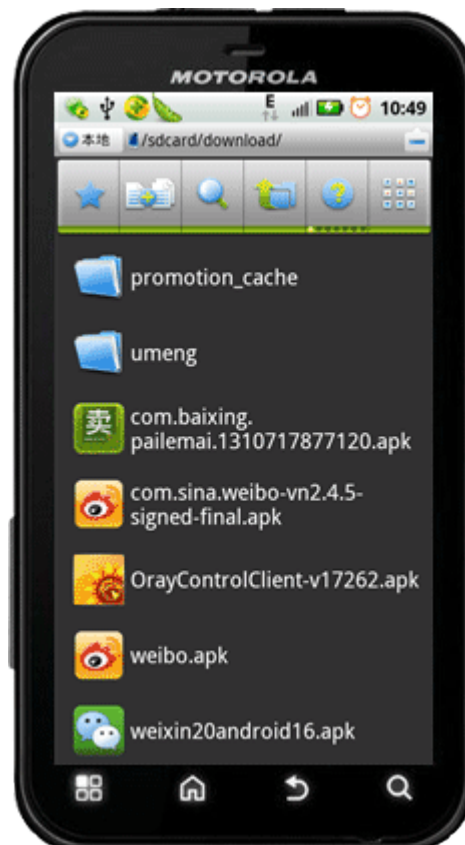 MOTOROLA
E
10:49
本地
/sdcard/download/
?
promotion_cache
umeng
卖
com.baixing.
pailemai.1310717877120.apk
com.sina.weibo-vn2.4.5-
signed-final.apk
OrayControlClient-v17262.apk
weibo.apk
weixin20android16.apk